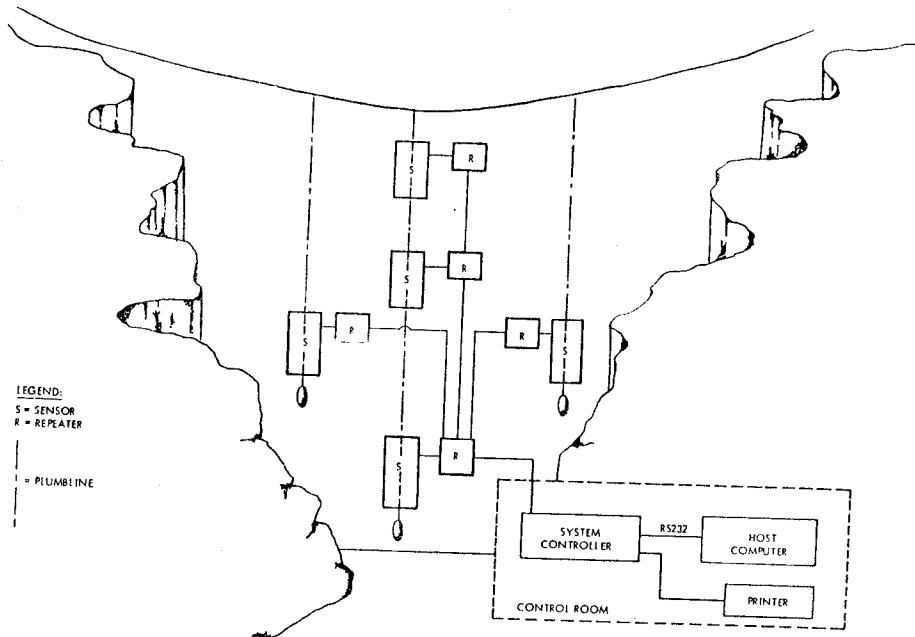 S
R
S
R
S
R
R
S
S
R
LEGEND:
S = SENSOR
R = REPEATER
= PLUMBLINE
SYSTEM
CONTROLLER
RS232
HOST
COMPUTER
PRINTER
CONTROL ROOM